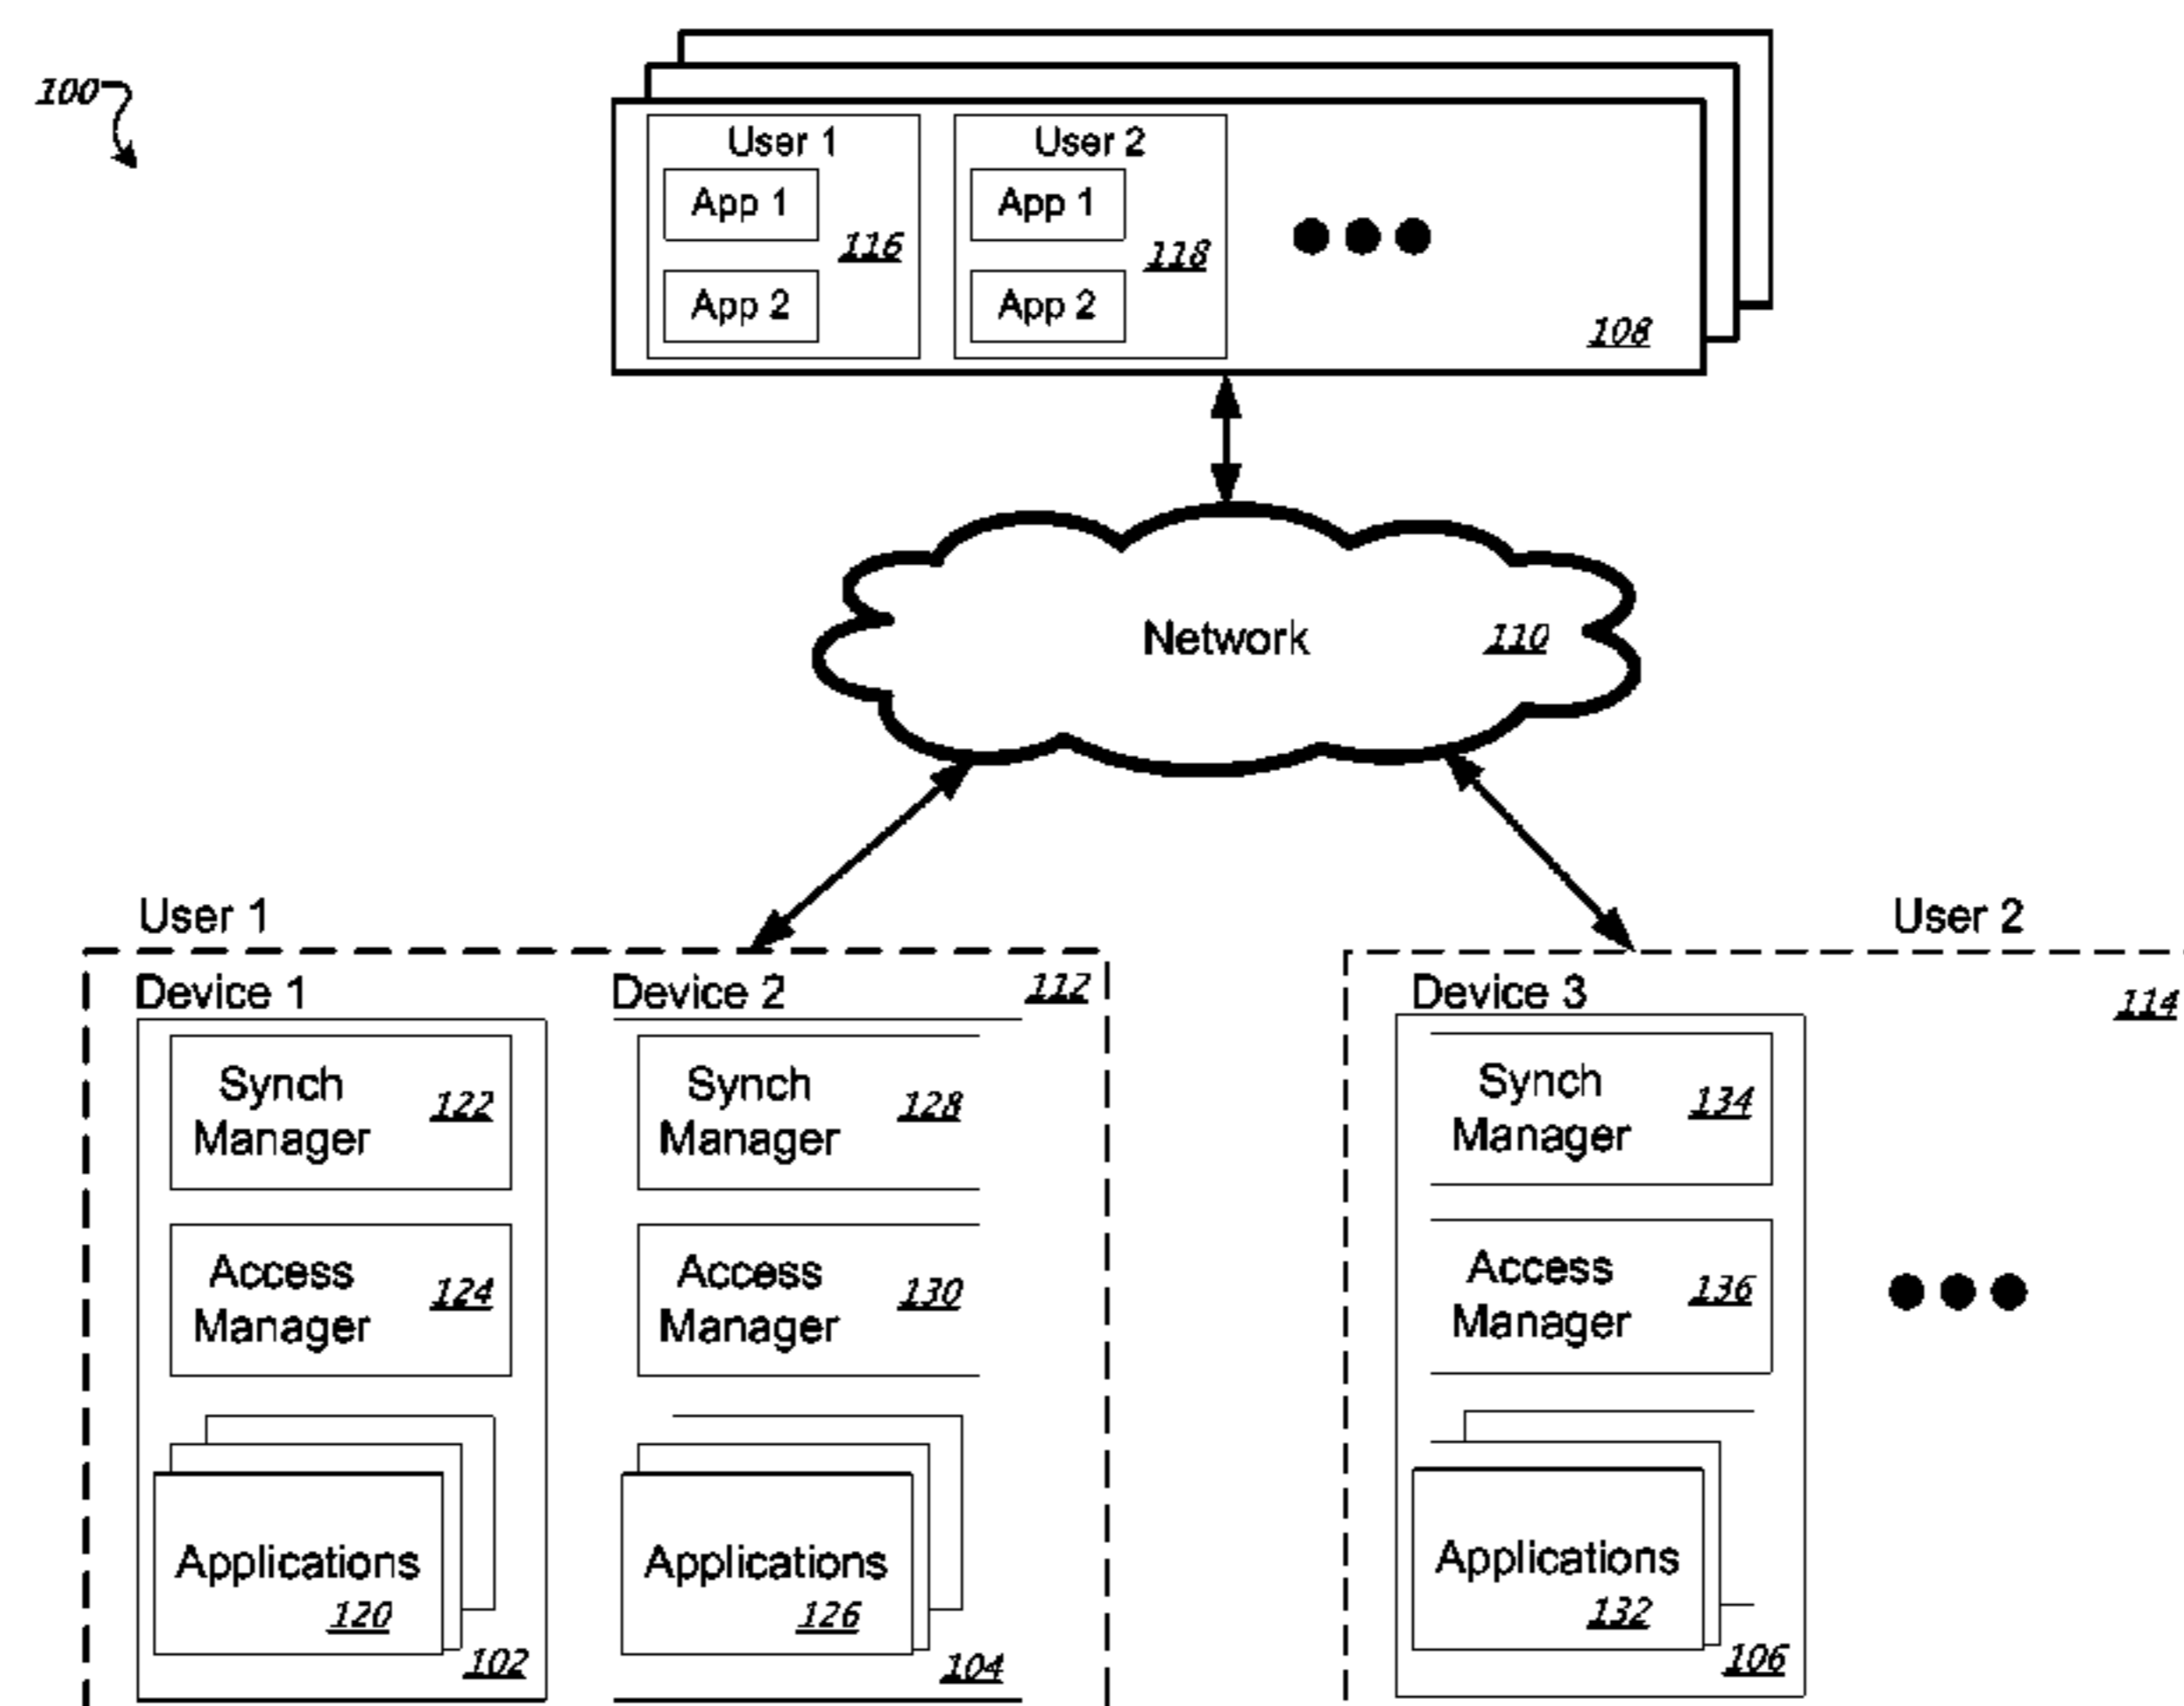 100
User 1
App 1
116
App 2
User 2
App 1
118
App 2
108
Network
110
User 1
112
Device 1
Synch
Manager
122
Access
Manager
124
Applications
120
102
Device 2
Synch
Manager
128
Access
Manager
130
Applications
126
104
User 2
114
Device 3
Synch
Manager
134
Access
Manager
136
Applications
132
106